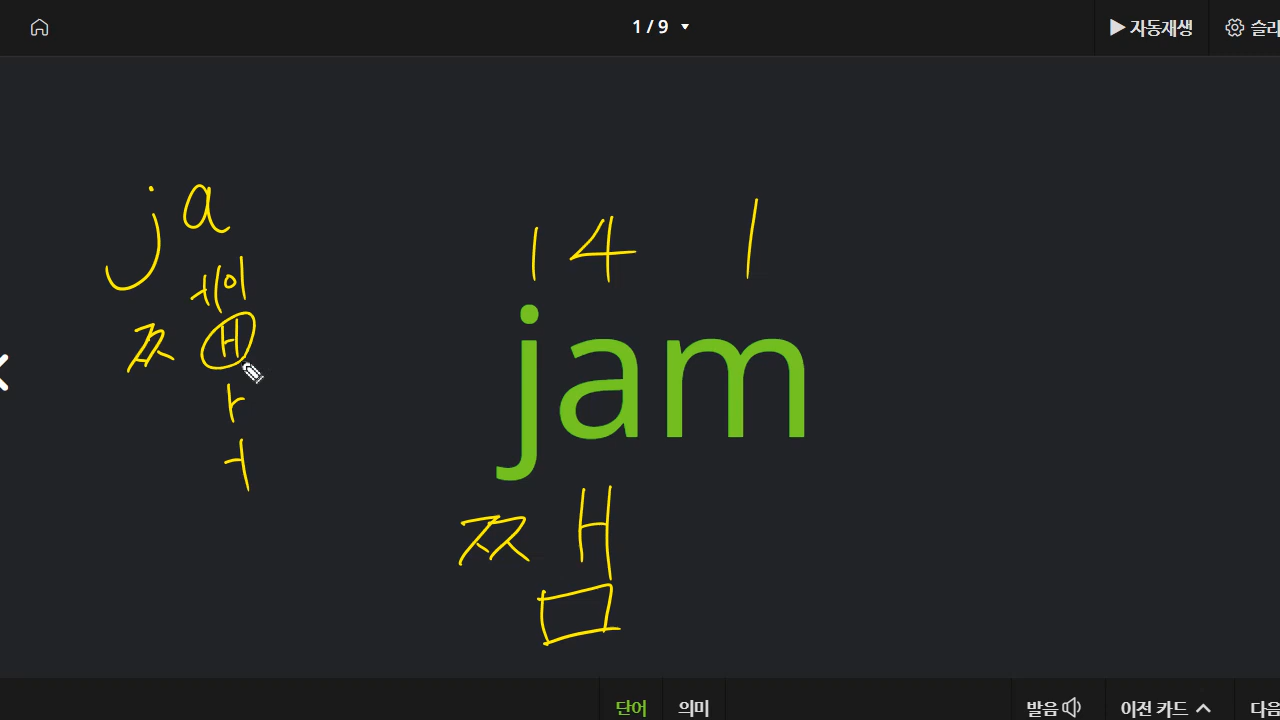 1 / 9
자동재생
슬라
ja
ㅔ이
ㅉ ㅐ
ㅏ
ㅓ
1 4 1
jam
ㅉ ㅐ
ㅁ
단어 의미
발음 이전 카드 다음